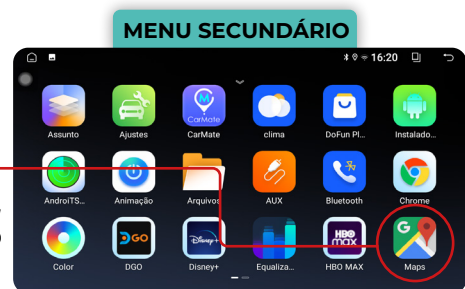 MENU SECUNDÁRIO
16:20
Assunto Ajustes CarMate clima DoFun Pl... Instalado...
M
CarMate
AndroiTS... Animação Arquivos AUX Bluetooth Chrome
DGO Disney+ HBO max G
Color DGO Disney+ Equaliza... HBO MAX Maps